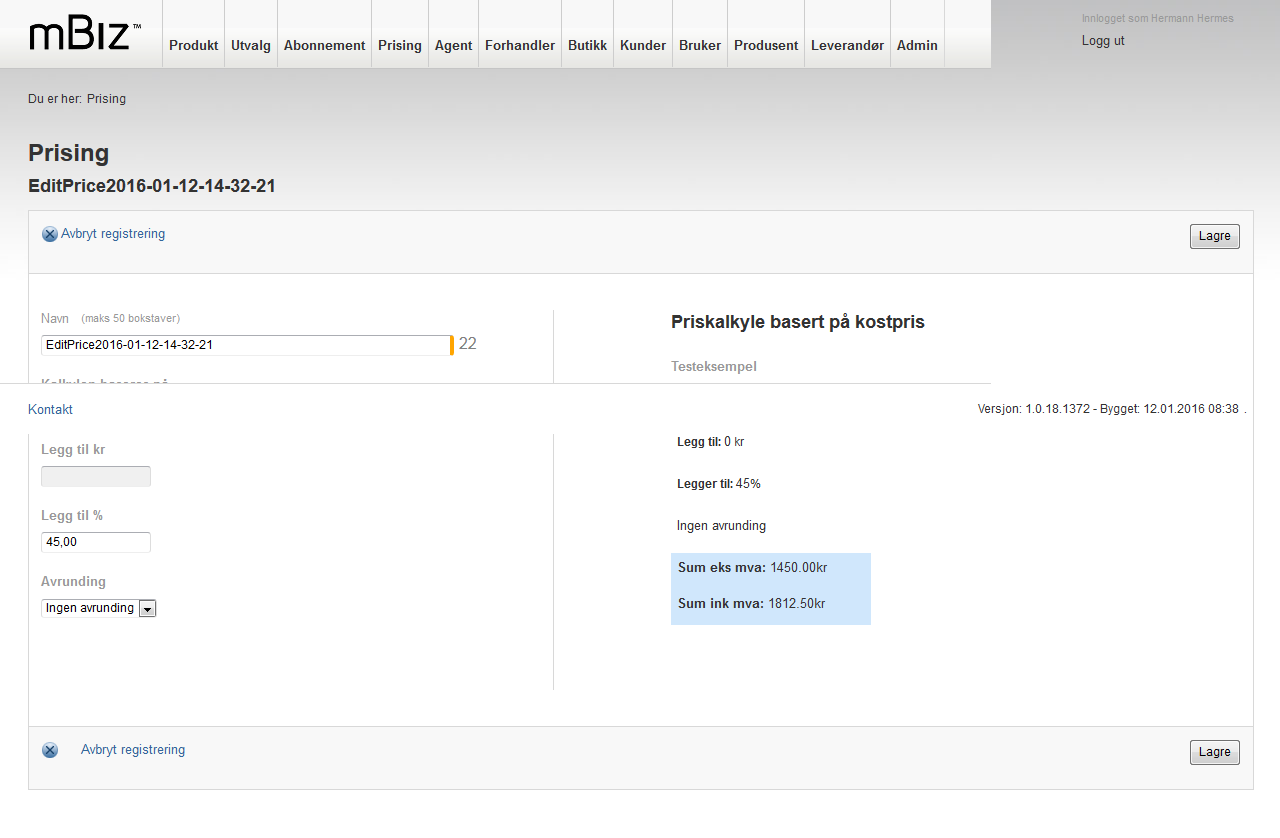 mBiz™
Produkt Utvalg Abonnement Prising Agent Forhandler Butikk Kunder Bruker Produsent Leverandør Admin
Innlogget som Hermann Hermes
Logg ut
Du er her: Prising
Prising
EditPrice2016-01-12-14-32-21
Avbryt registrering
Lagre
Navn (maks 50 bokstaver)
EditPrice2016-01-12-14-32-21 22
Kalkylen baseres på
Priskalkyle basert på kostpris
Testeksempel
Kontakt
Versjon: 1.0.18.1372 - Bygget: 12.01.2016 08:38 .
Legg til kr
Legg til %
45,00
Avrunding
Ingen avrunding
Legg til: 0 kr
Legger til: 45%
Ingen avrunding
Sum eks mva: 1450.00kr
Sum ink mva: 1812.50kr
Avbryt registrering
Lagre